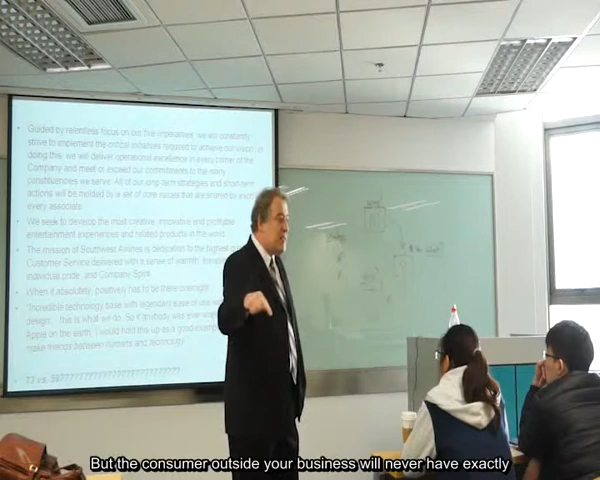 • Guided by relentless focus on our five imperatives, we will constantly
strive to implement the critical initiatives required to achieve our vision. In
doing this, we will deliver operational excellence in every corner of the
Company and meet or exceed our commitments to the many
constituencies we serve. All of our long-term strategies and short-term
actions will be molded by a set of core values that are shared by each
every associate.
• We seek to develop the most creative, innovative and profitable
entertainment experiences and related products in the world.
• The mission of Southwest Airlines is dedication to the highest
Customer Service delivered with a sense of warmth,
individual pride, and Company Spirit.
• When it absolutely, positively has to be there overnight.
• "Incredible technology base with legendary ease of use
design. This is what we do. So if anybody was ever
Apple on the earth, I would hold this up as a good
make friends between humans and technology.
But the consumer outside your business will never have exactly